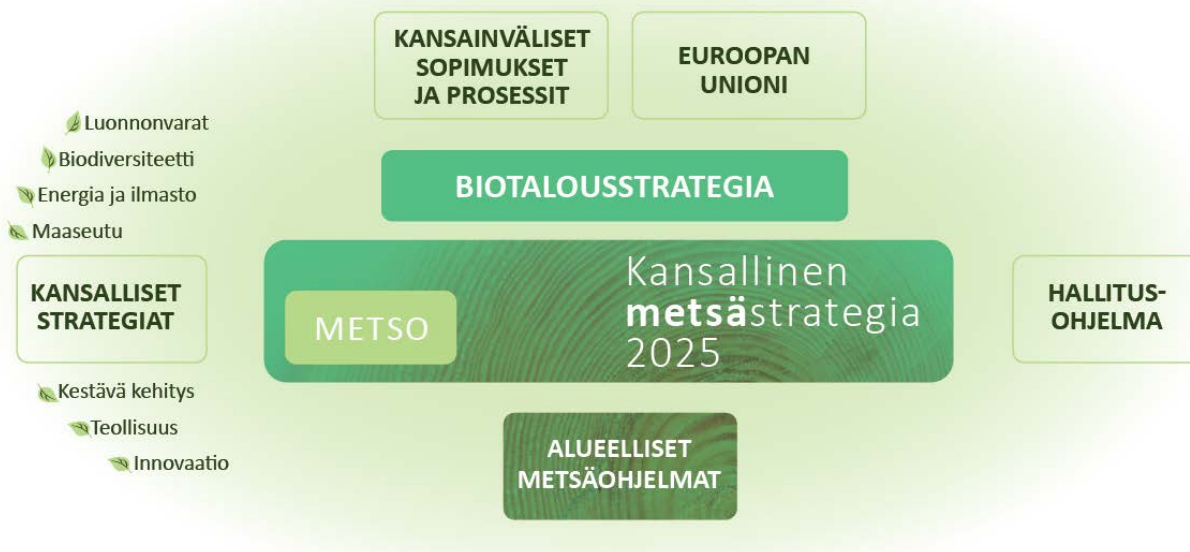 KANSAINVÄLISET
SOPIMUKSET
JA PROSESSIT
EUROOPAN
UNIONI
Luonnonvarat
Biodiversiteetti
Energia ja ilmasto
Maaseutu
BIOTALOUSSTRATEGIA
KANSALLISET
STRATEGIAT
METSO
Kansallinen
metsästrategia
2025
HALLITUS-
OHJELMA
Kestävä kehitys
Teollisuus
Innovaatio
ALUEELLISET
METSÄOHJELMAT